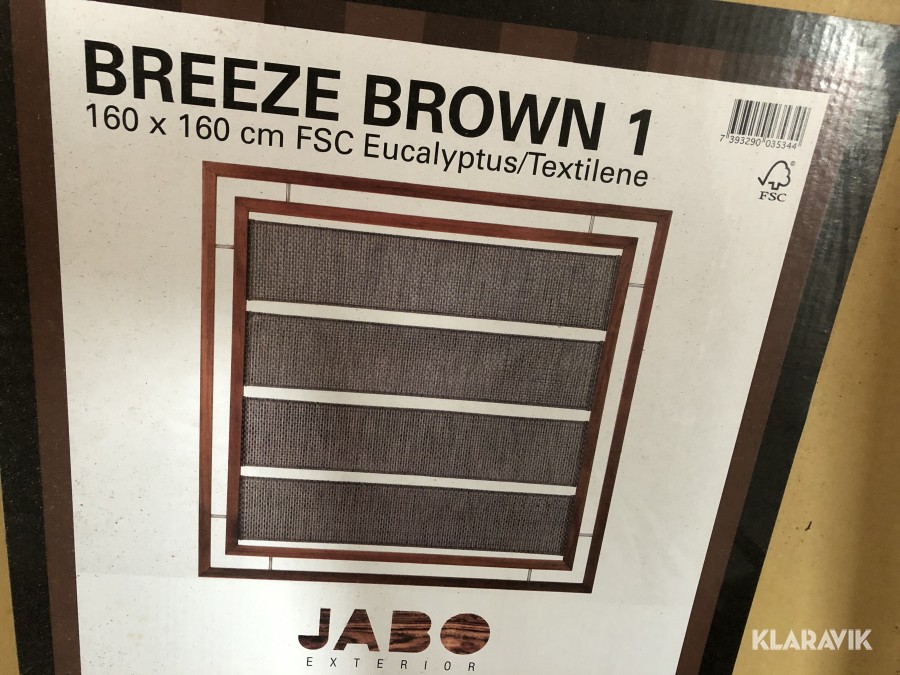 BREEZE BROWN 1
160 x 160 cm FSC Eucalyptus/Textilene
7 393290 035344
FSC
JABO
EXTERIOR
KLARAVIK